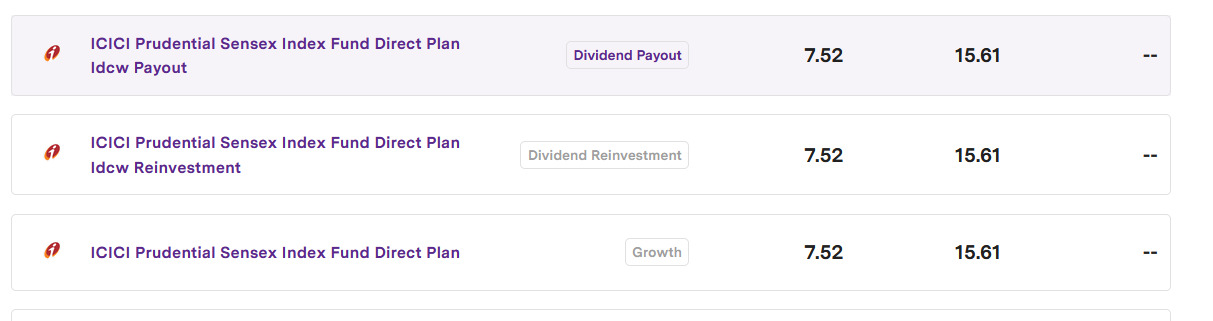 ICICI Prudential Sensex Index Fund Direct Plan
Idcw Payout
Dividend Payout
7.52
15.61
--
ICICI Prudential Sensex Index Fund Direct Plan
Idcw Reinvestment
Dividend Reinvestment
7.52
15.61
--
ICICI Prudential Sensex Index Fund Direct Plan
Growth
7.52
15.61
--